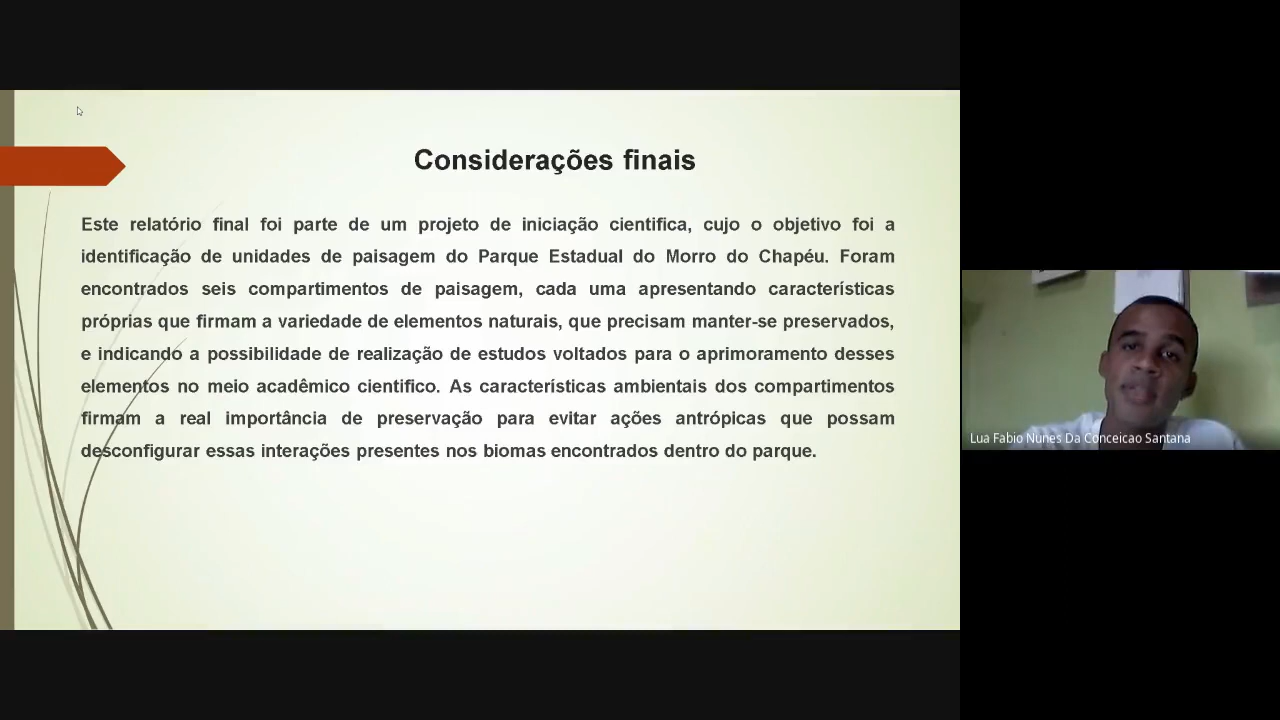 Considerações finais
Este relatório final foi parte de um projeto de iniciação cientifica, cujo o objetivo foi a
identificação de unidades de paisagem do Parque Estadual do Morro do Chapéu. Foram
encontrados seis compartimentos de paisagem, cada uma apresentando características
próprias que firmam a variedade de elementos naturais, que precisam manter-se preservados,
e indicando a possibilidade de realização de estudos voltados para o aprimoramento desses
elementos no meio acadêmico cientifico. As características ambientais dos compartimentos
firmam a real importância de preservação para evitar ações antrópicas que possam
desconfigurar essas interações presentes nos biomas encontrados dentro do parque.
Lua Fabio Nunes Da Conceicao Santana